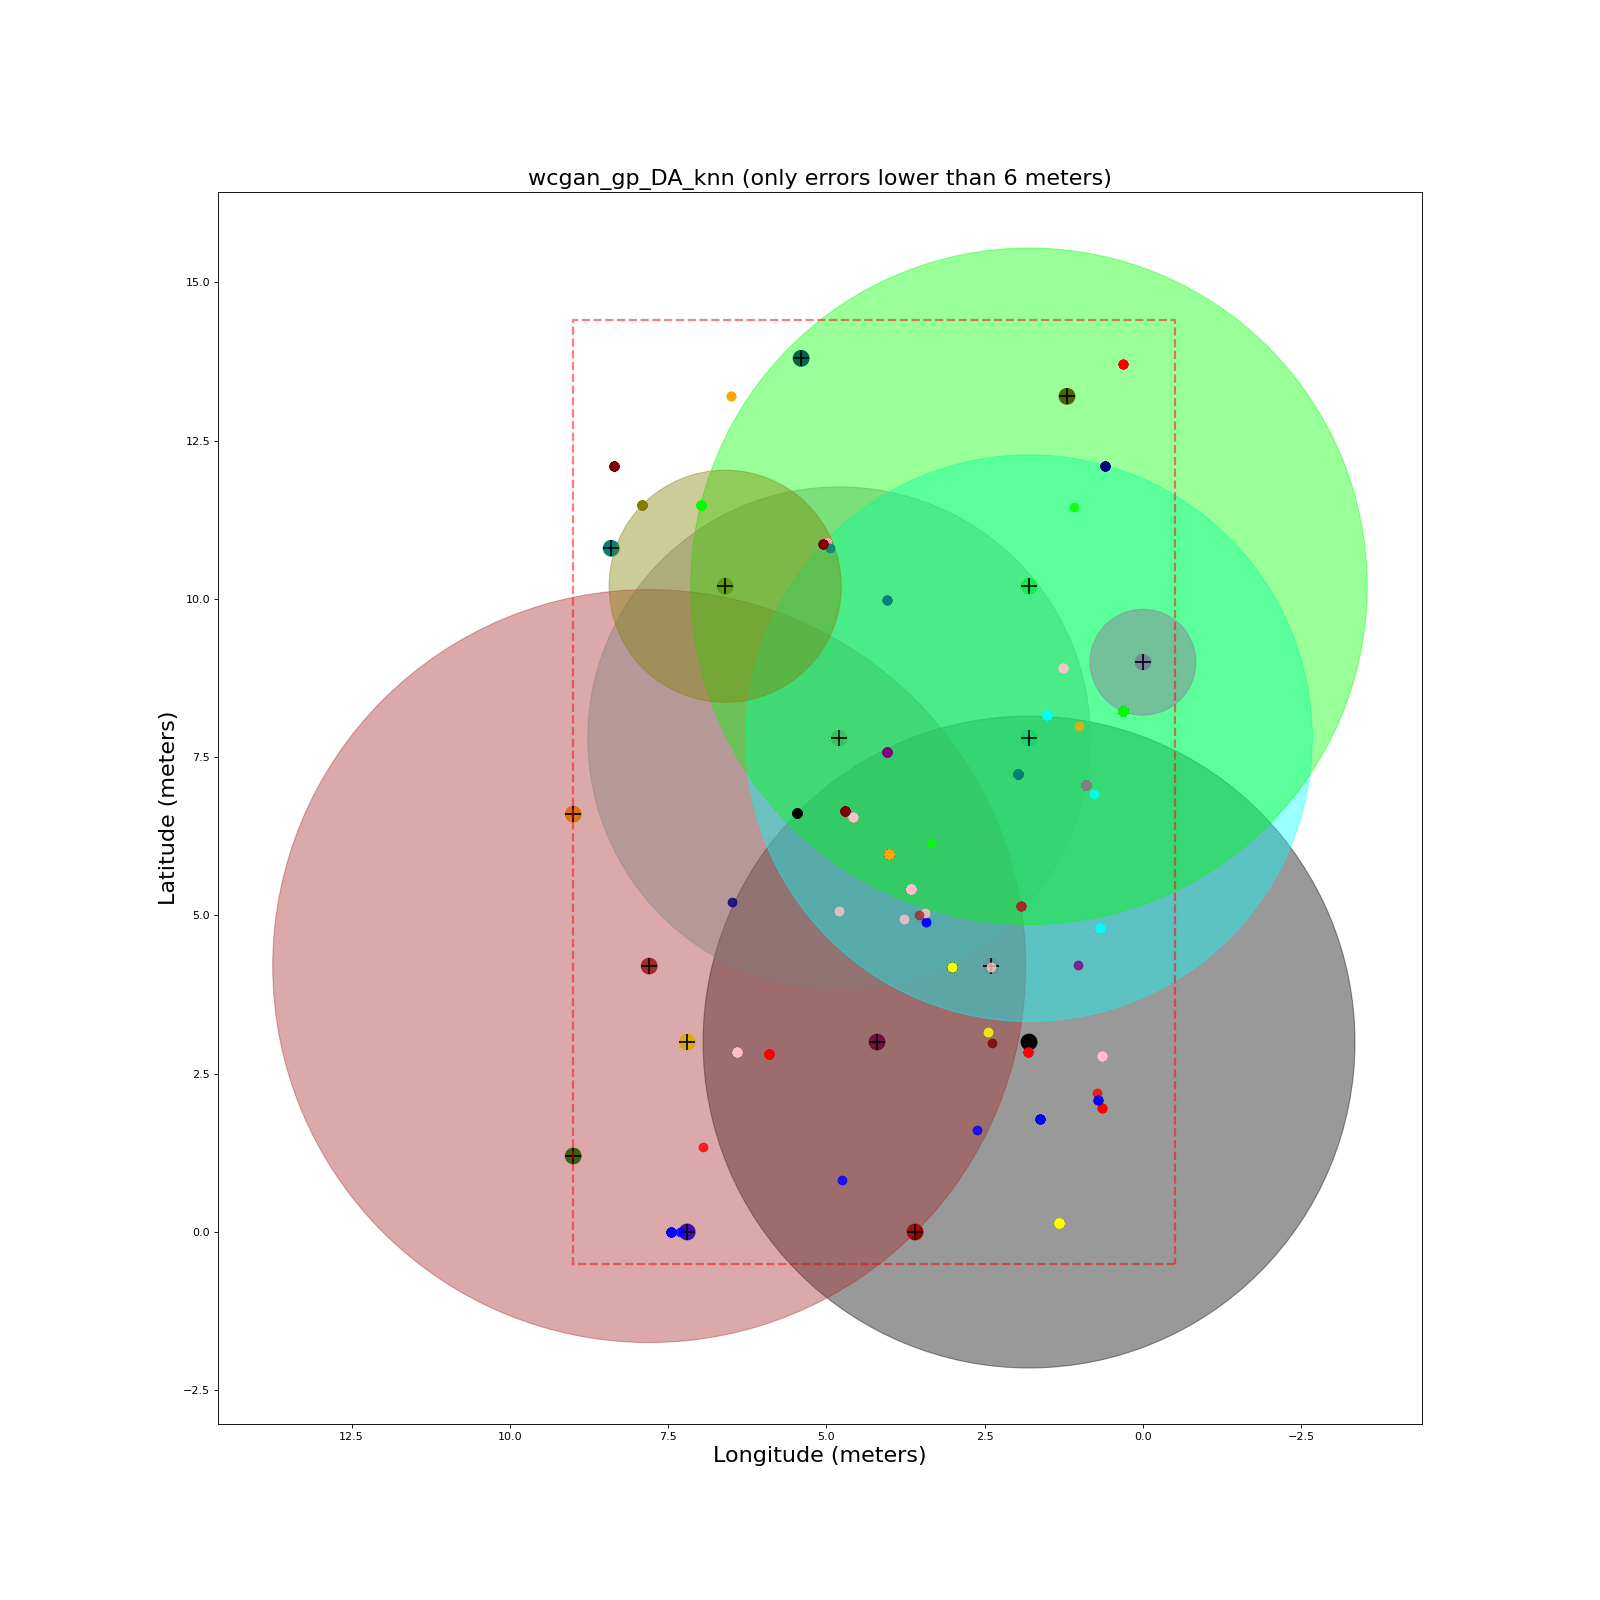 wcgan_gp_DA_knn (only errors lower than 6 meters)
15.0
12.5
10.0
7.5
5.0
2.5
0.0
−2.5
Latitude (meters)
12.5 10.0 7.5 5.0 2.5 0.0 −2.5
Longitude (meters)